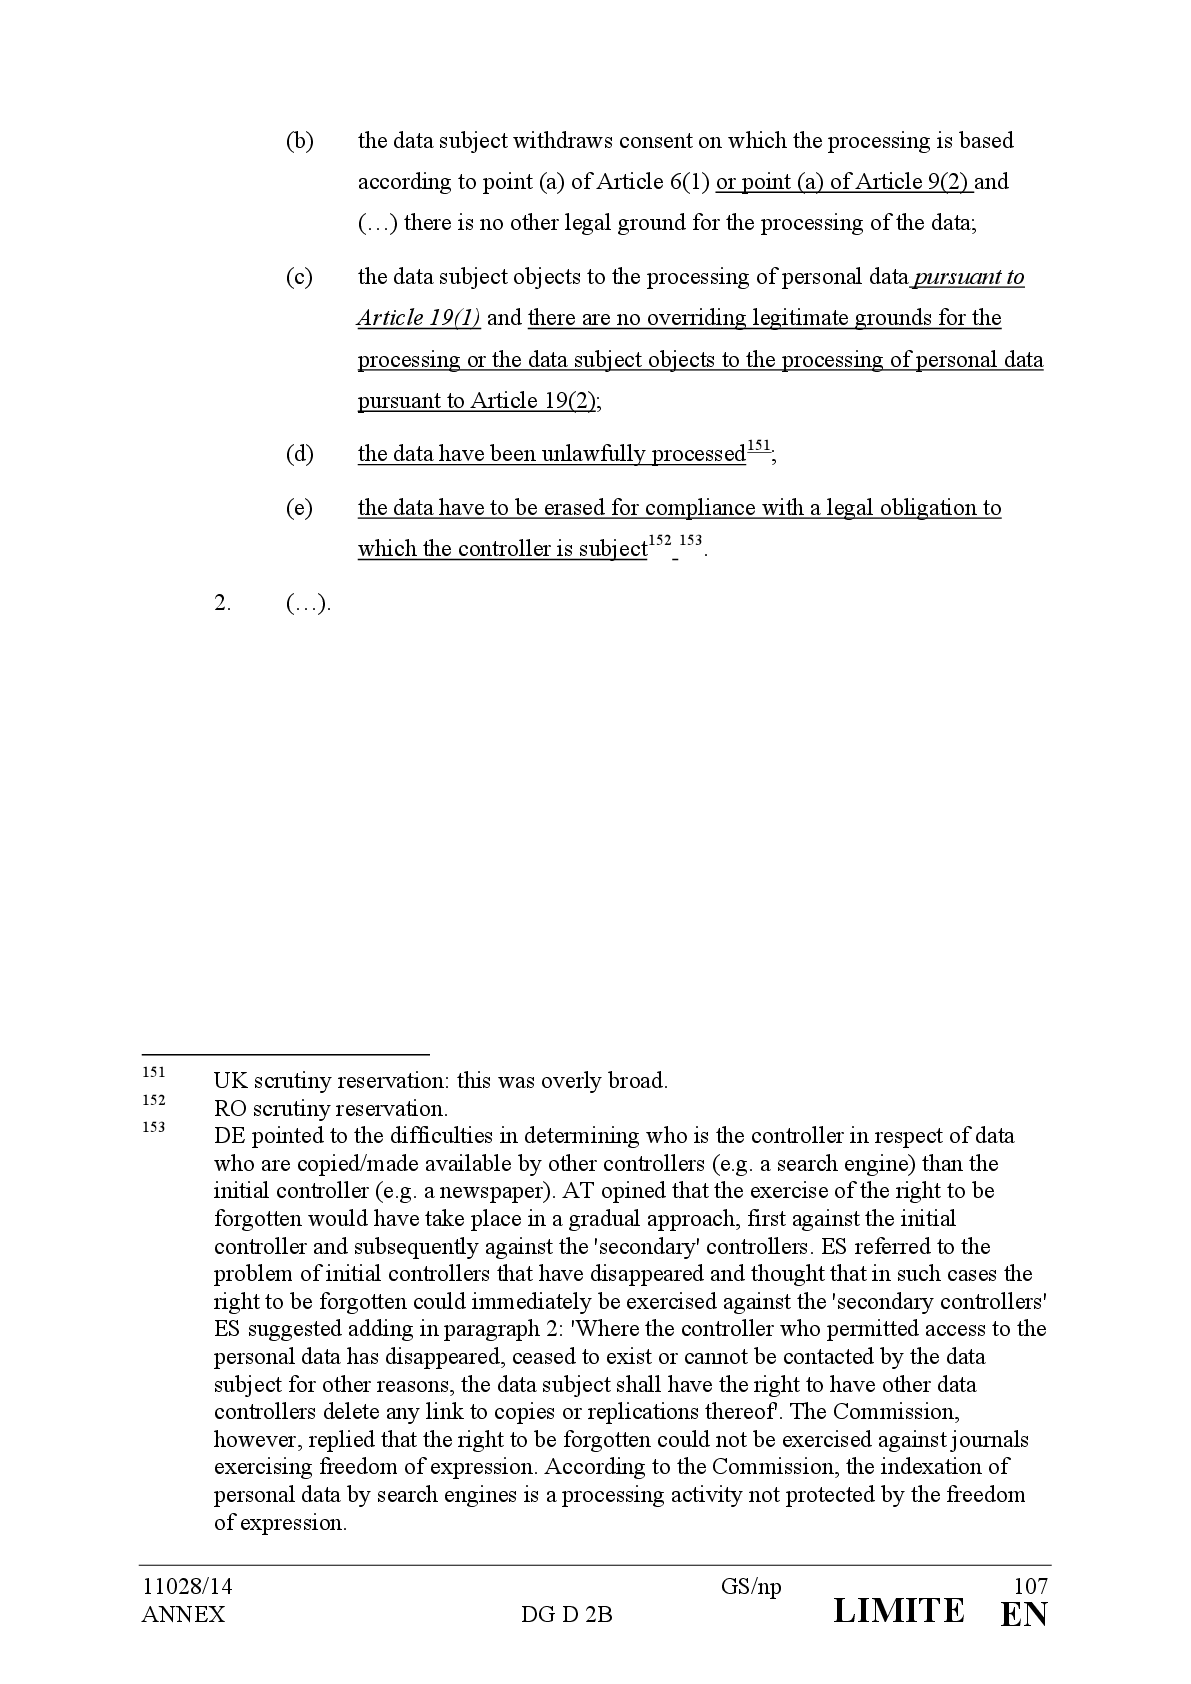 (b) the data subject withdraws consent on which the processing is based
according to point (a) of Article 6(1) or point (a) of Article 9(2) and
(…) there is no other legal ground for the processing of the data;
(c) the data subject objects to the processing of personal data pursuant to
Article 19(1) and there are no overriding legitimate grounds for the
processing or the data subject objects to the processing of personal data
pursuant to Article 19(2);
(d) the data have been unlawfully processed151;
(e) the data have to be erased for compliance with a legal obligation to
which the controller is subject152 153.
2. (…).
151 UK scrutiny reservation: this was overly broad.
152 RO scrutiny reservation.
153 DE pointed to the difficulties in determining who is the controller in respect of data
who are copied/made available by other controllers (e.g. a search engine) than the
initial controller (e.g. a newspaper). AT opined that the exercise of the right to be
forgotten would have take place in a gradual approach, first against the initial
controller and subsequently against the 'secondary' controllers. ES referred to the
problem of initial controllers that have disappeared and thought that in such cases the
right to be forgotten could immediately be exercised against the 'secondary controllers'
ES suggested adding in paragraph 2: 'Where the controller who permitted access to the
personal data has disappeared, ceased to exist or cannot be contacted by the data
subject for other reasons, the data subject shall have the right to have other data
controllers delete any link to copies or replications thereof'. The Commission,
however, replied that the right to be forgotten could not be exercised against journals
exercising freedom of expression. According to the Commission, the indexation of
personal data by search engines is a processing activity not protected by the freedom
of expression.
11028/14 GS/np 107
ANNEX DG D 2B LIMITE EN